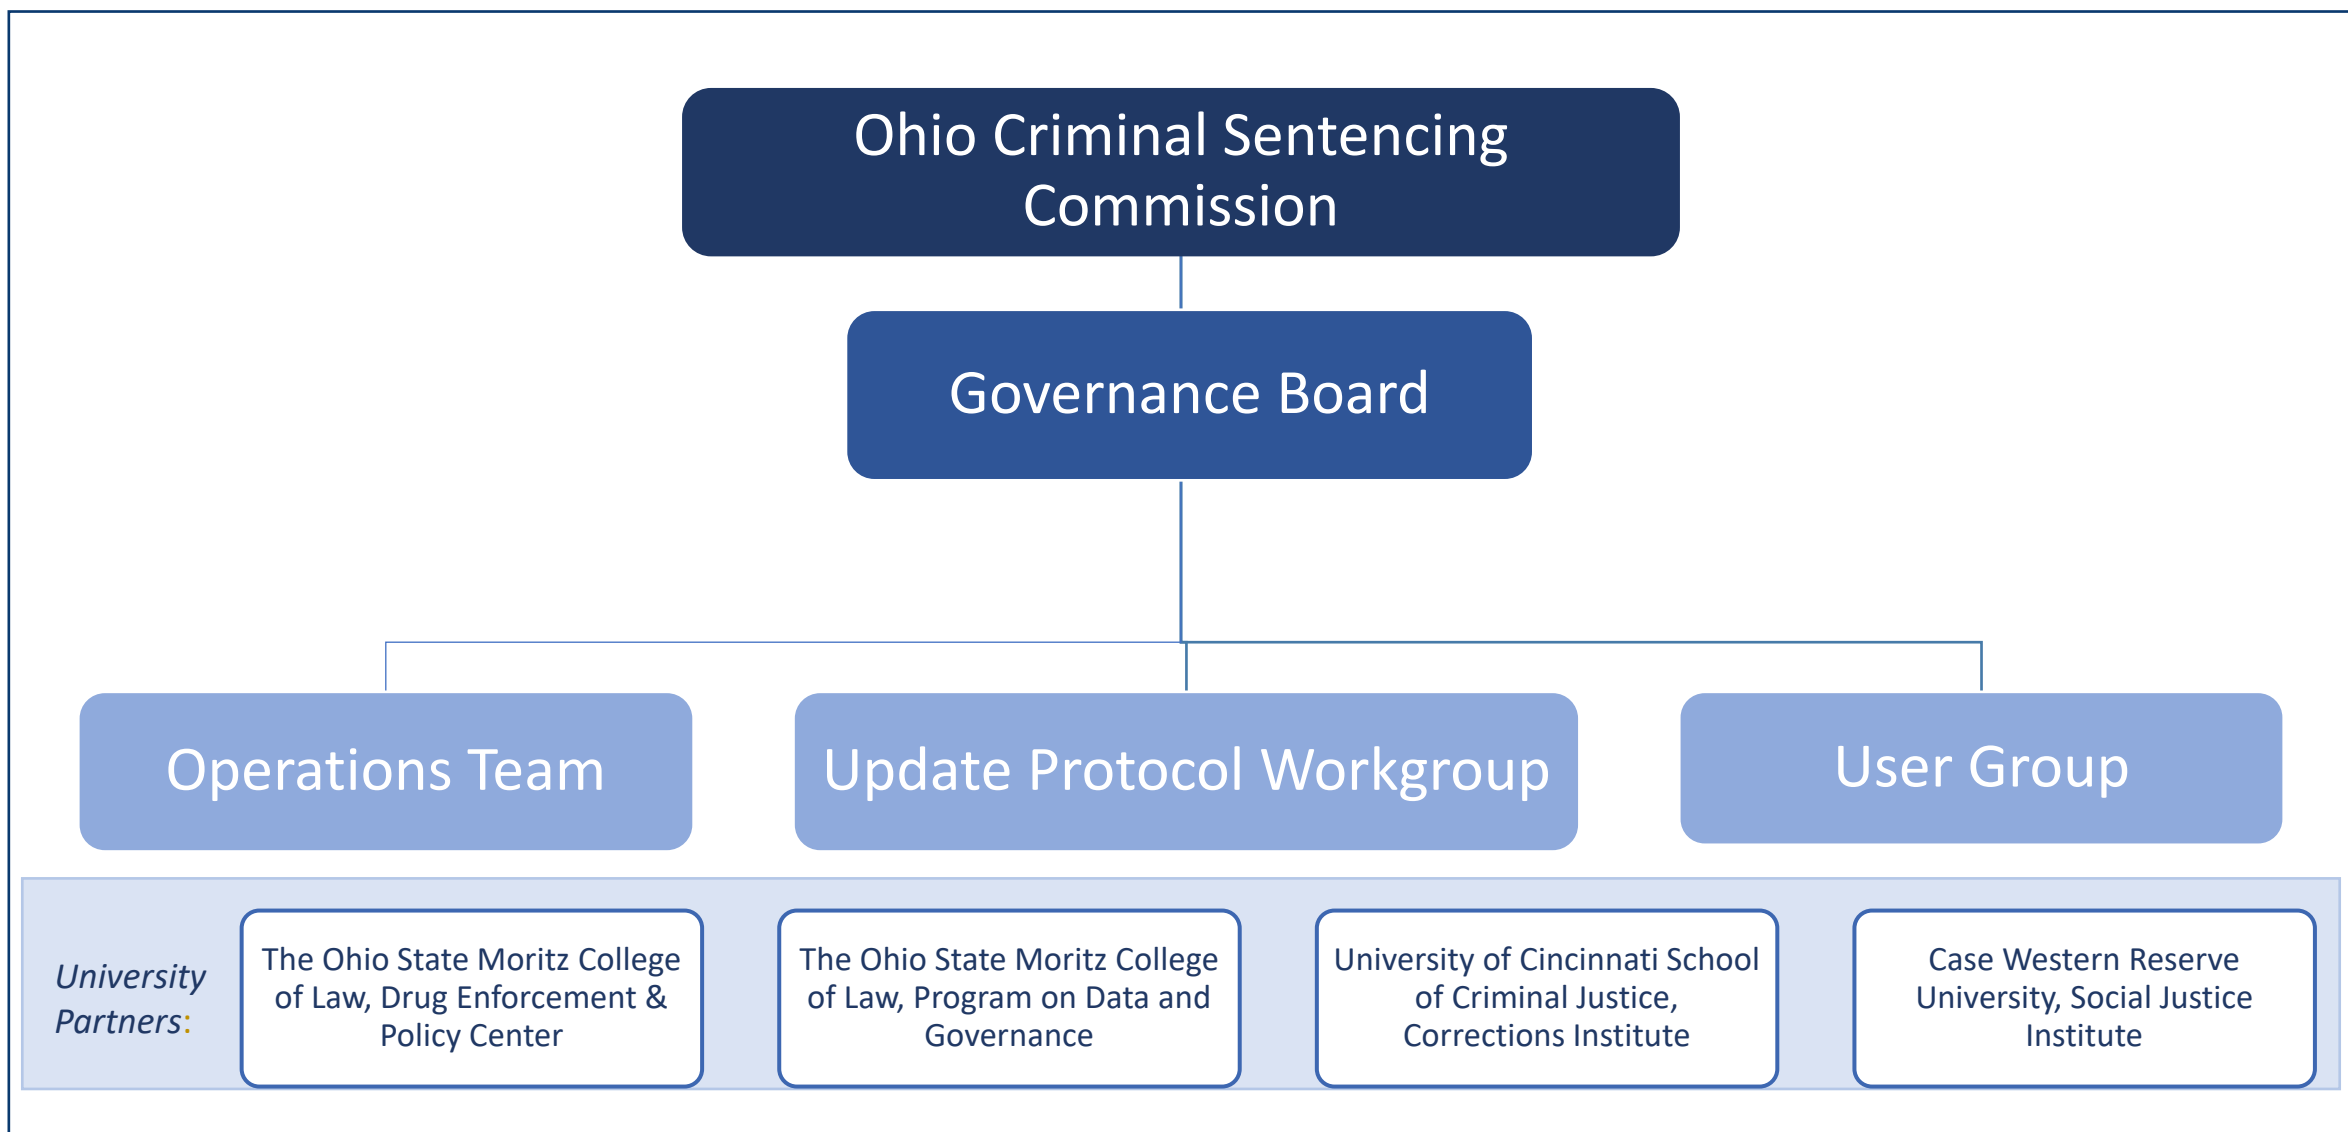 Ohio Criminal Sentencing
Commission
Governance Board
Operations Team
Update Protocol Workgroup
User Group
University
Partners:
The Ohio State Moritz College
of Law, Drug Enforcement &
Policy Center
The Ohio State Moritz College
of Law, Program on Data and
Governance
University of Cincinnati School
of Criminal Justice,
Corrections Institute
Case Western Reserve
University, Social Justice
Institute